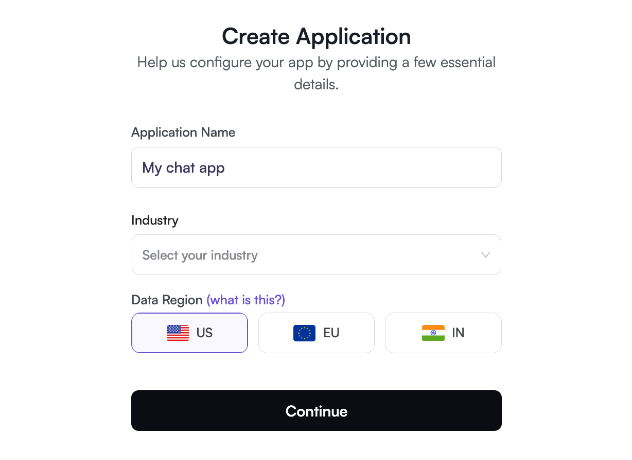 Create Application
Help us configure your app by providing a few essential
details.
Application Name
My chat app
Industry
Select your industry
Data Region (what is this?)
US
EU
IN
Continue